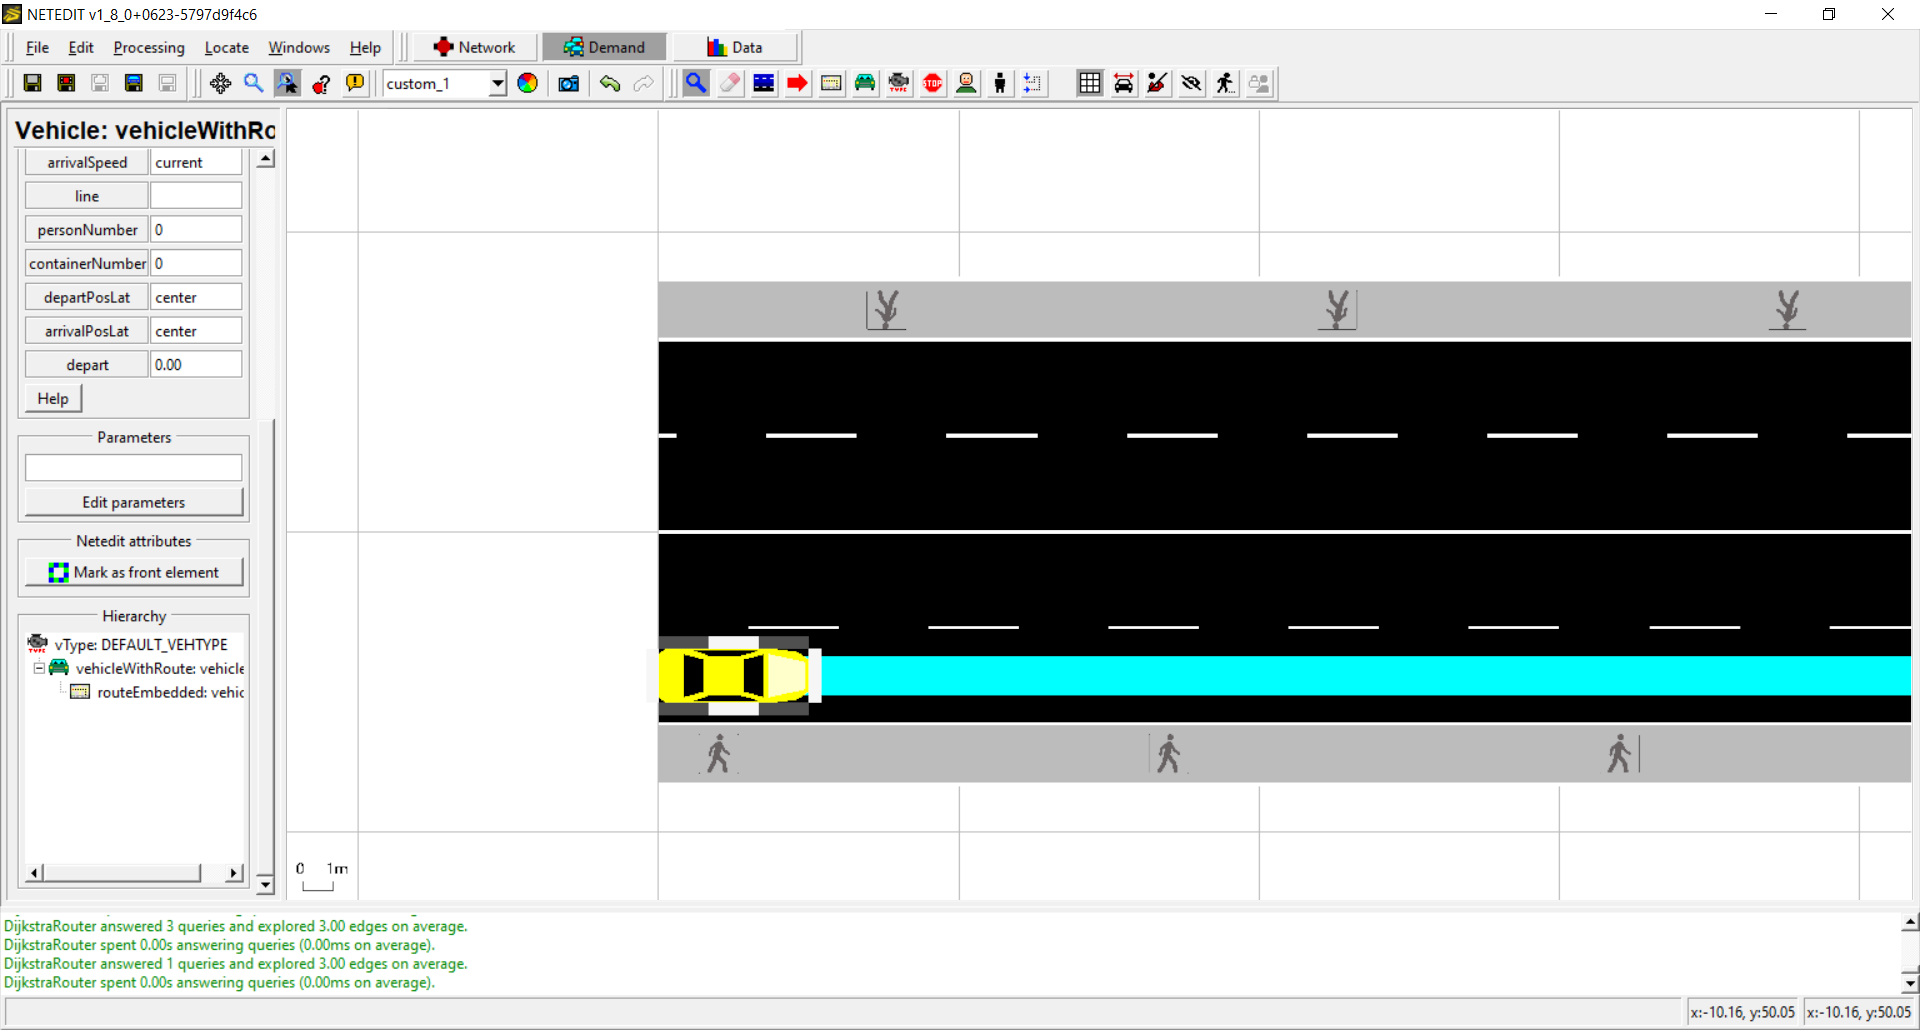 NETEDIT v1_8_0+0623-5797d9f4c6
File Edit Processing Locate Windows Help Network Demand Data
custom_1
TYPE STOP
Vehicle: vehicleWithRo
arrivalSpeed current
line
personNumber 0
containerNumber 0
departPosLat center
arrivalPosLat center
depart 0.00
Help
Parameters
Edit parameters
Netedit attributes
Mark as front element
Hierarchy
TYPE vType: DEFAULT_VEHTYPE
vehicleWithRoute: vehicle
routeEmbedded: vehic
0 1m
DijkstraRouter answered 3 queries and explored 3.00 edges on average.
DijkstraRouter spent 0.00s answering queries (0.00ms on average).
DijkstraRouter answered 1 queries and explored 3.00 edges on average.
DijkstraRouter spent 0.00s answering queries (0.00ms on average).
x:-10.16, y:50.05 x:-10.16, y:50.05